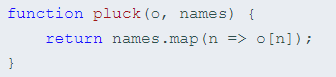 function pluck(o, names) {
    return names.map(n => o[n]);
}